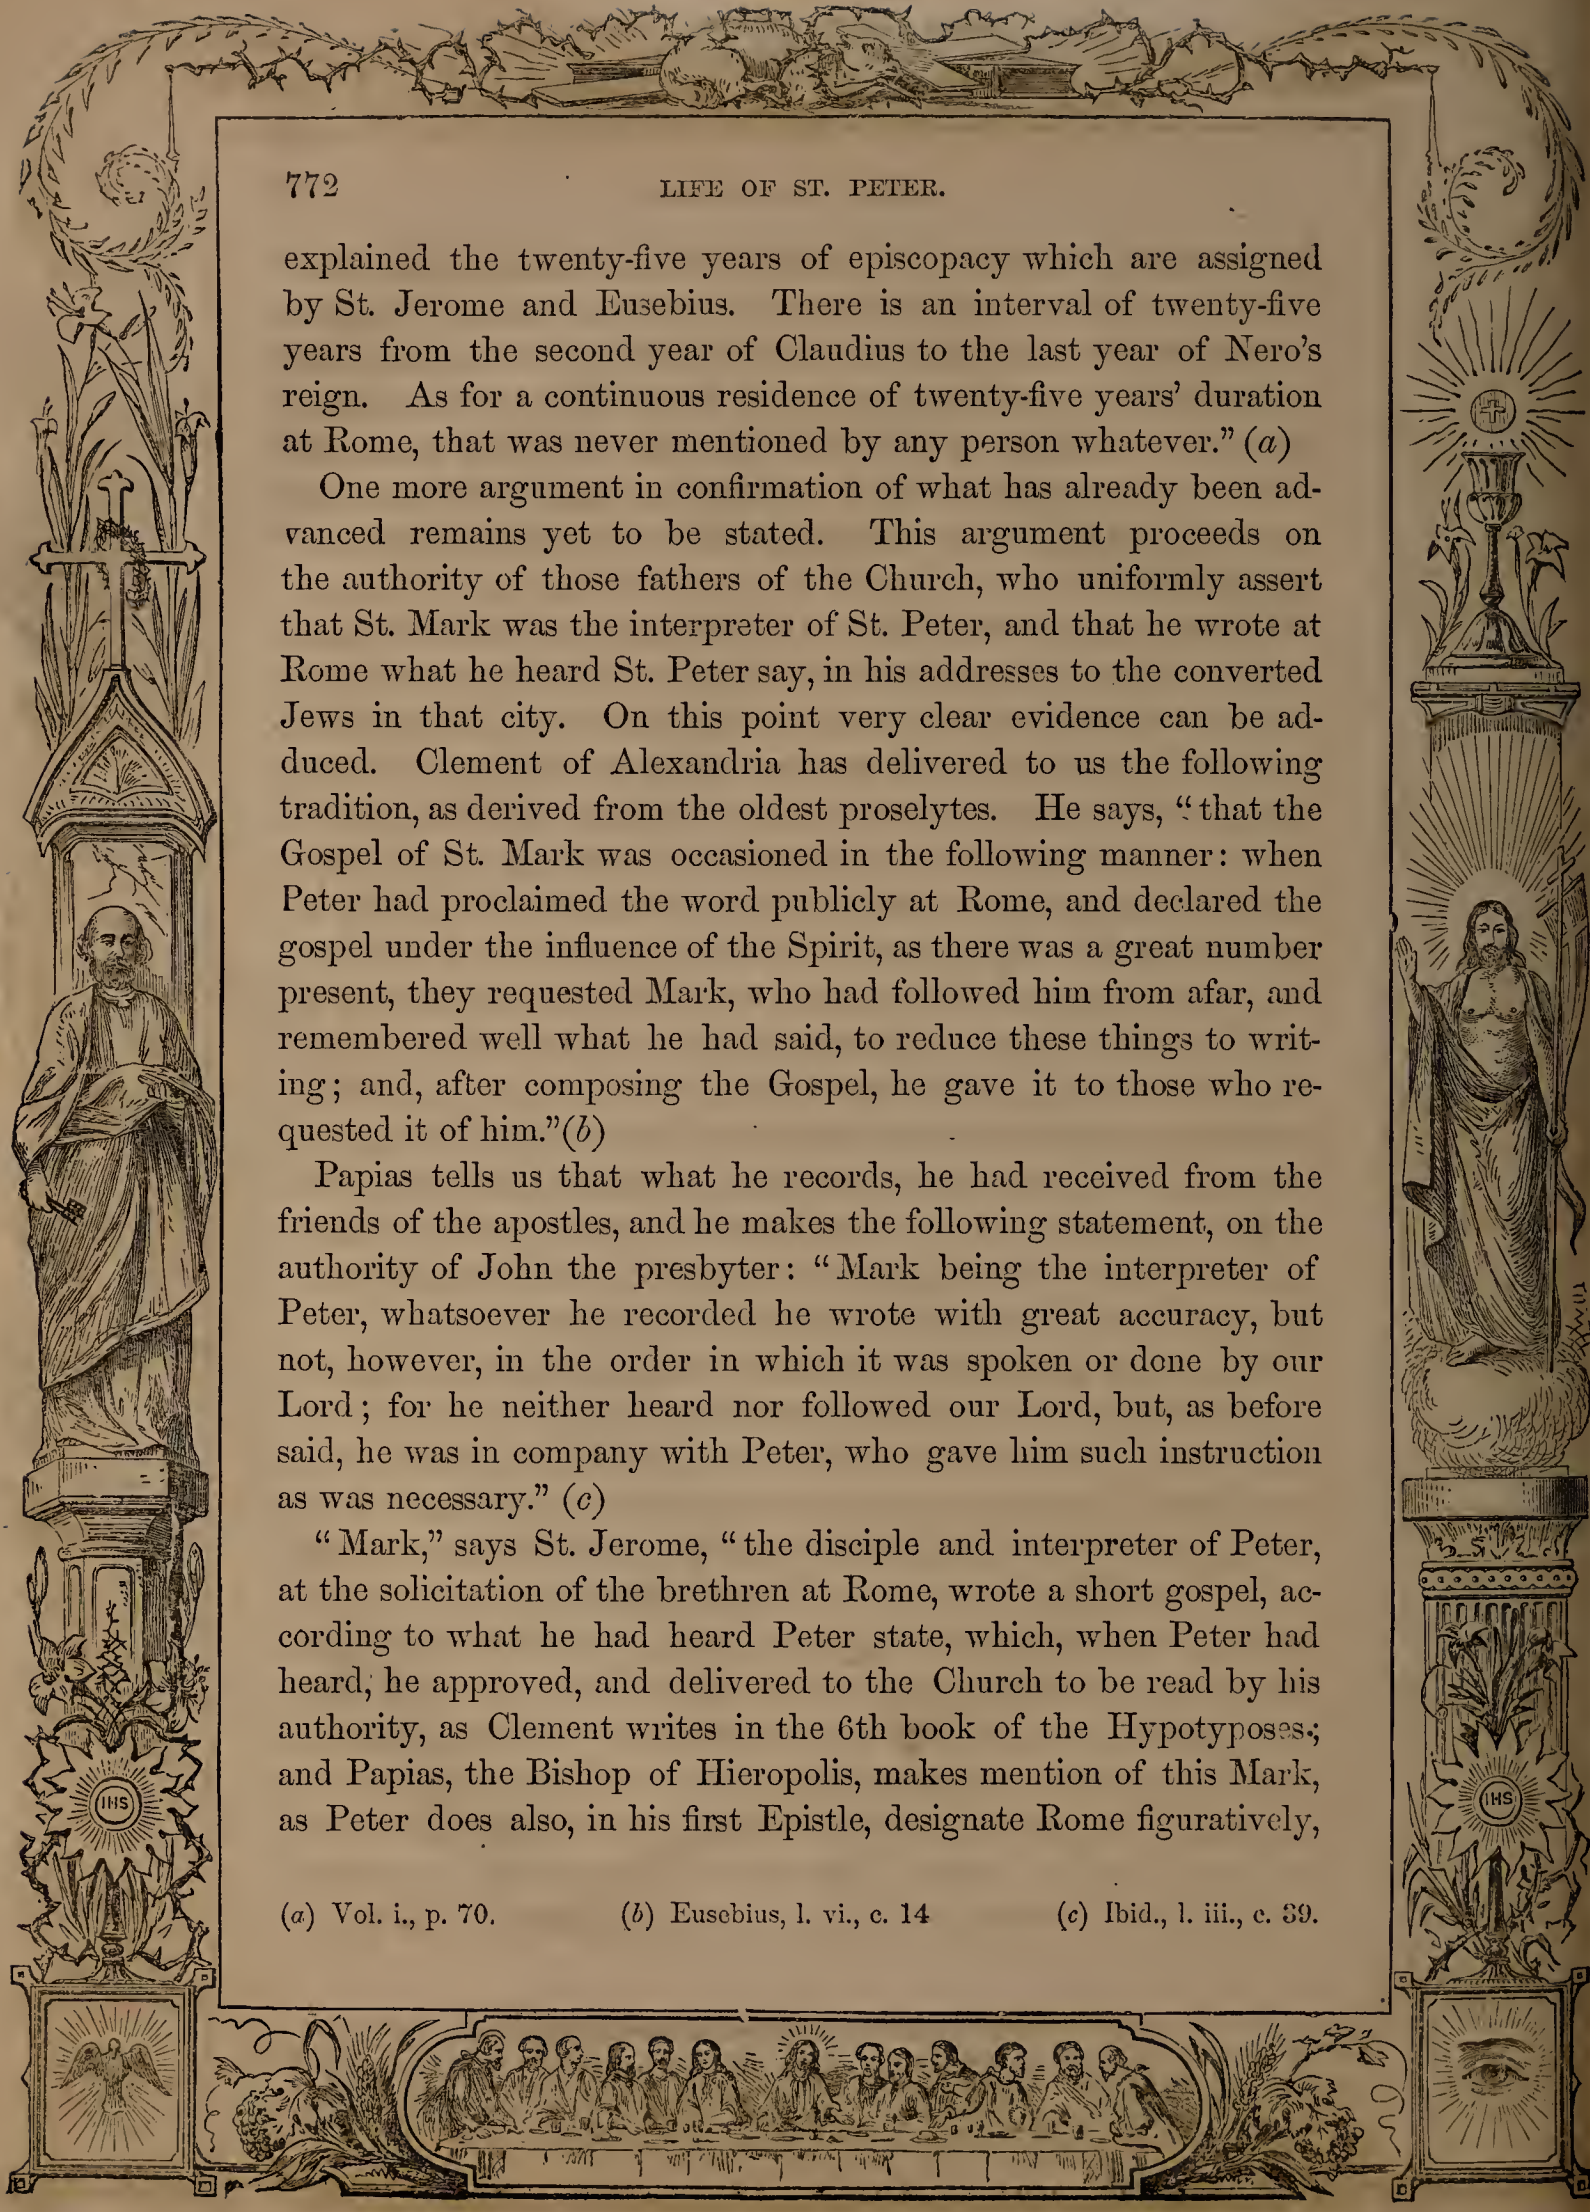 772 LIFE OF ST. PETER.
explained the twenty-five years of episcopacy which are assigned
by St. Jerome and Eusebius. There is an interval of twenty-five
years from the second year of Claudius to the last year of Nero's
reign. As for a continuous residence of twenty-five years' duration
at Rome, that was never mentioned by any person whatever." (a)
One more argument in confirmation of what has already been ad-
vanced remains yet to be stated. This argument proceeds on
the authority of those fathers of the Church, who uniformly assert
that St. Mark was the interpreter of St. Peter, and that he wrote at
Rome what he heard St. Peter say, in his addresses to the converted
Jews in that city. On this point very clear evidence can be ad-
duced. Clement of Alexandria has delivered to us the following
tradition, as derived from the oldest proselytes. He says, "that the
Gospel of St. Mark was occasioned in the following manner: when
Peter had proclaimed the word publicly at Rome, and declared the
gospel under the influence of the Spirit, as there was a great number
present, they requested Mark, who had followed him from afar, and
remembered well what he had said, to reduce these things to writ-
ing; and, after composing the Gospel, he gave it to those who re-
quested it of him."(b)
Papias tells us that what he records, he had received from the
friends of the apostles, and he makes the following statement, on the
authority of John the presbyter: "Mark being the interpreter of
Peter, whatsoever he recorded he wrote with great accuracy, but
not, however, in the order in which it was spoken or done by our
Lord; for he neither heard nor followed our Lord, but, as before
said, he was in company with Peter, who gave him such instruction
as was necessary." (c)
"Mark," says St. Jerome, "the disciple and interpreter of Peter,
at the solicitation of the brethren at Rome, wrote a short gospel, ac-
cording to what he had heard Peter state, which, when Peter had
heard, he approved, and delivered to the Church to be read by his
authority, as Clement writes in the 6th book of the Hypotyposes;
and Papias, the Bishop of Hieropolis, makes mention of this Mark,
as Peter does also, in his first Epistle, designate Rome figuratively,
(a) Vol. i., p. 70. (b) Eusebius, l. vi., c. 14 (c) Ibid., l. iii., c. 39.
IHS
IHS